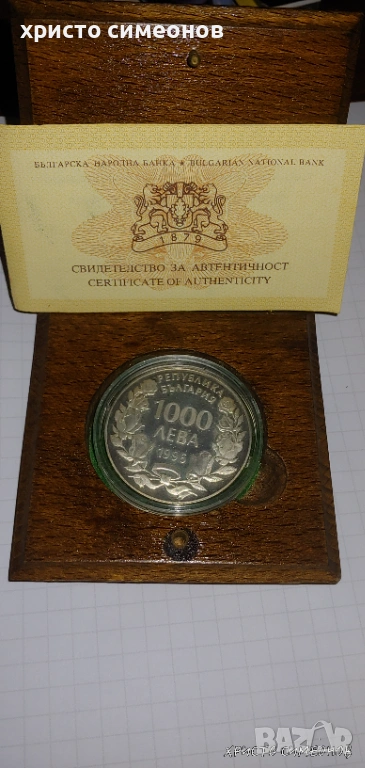 христо симеонов
БЪЛГАРСКА НАРОДНА БАНКА ★ BULGARIAN NATIONAL BANK
1879
СВИДЕТЕЛСТВО ЗА АВТЕНТИЧНОСТ
CERTIFICATE OF AUTHENTICITY
РЕПУБЛИКА
БЪЛГАРИЯ
1000
ЛЕВА
BAZAR